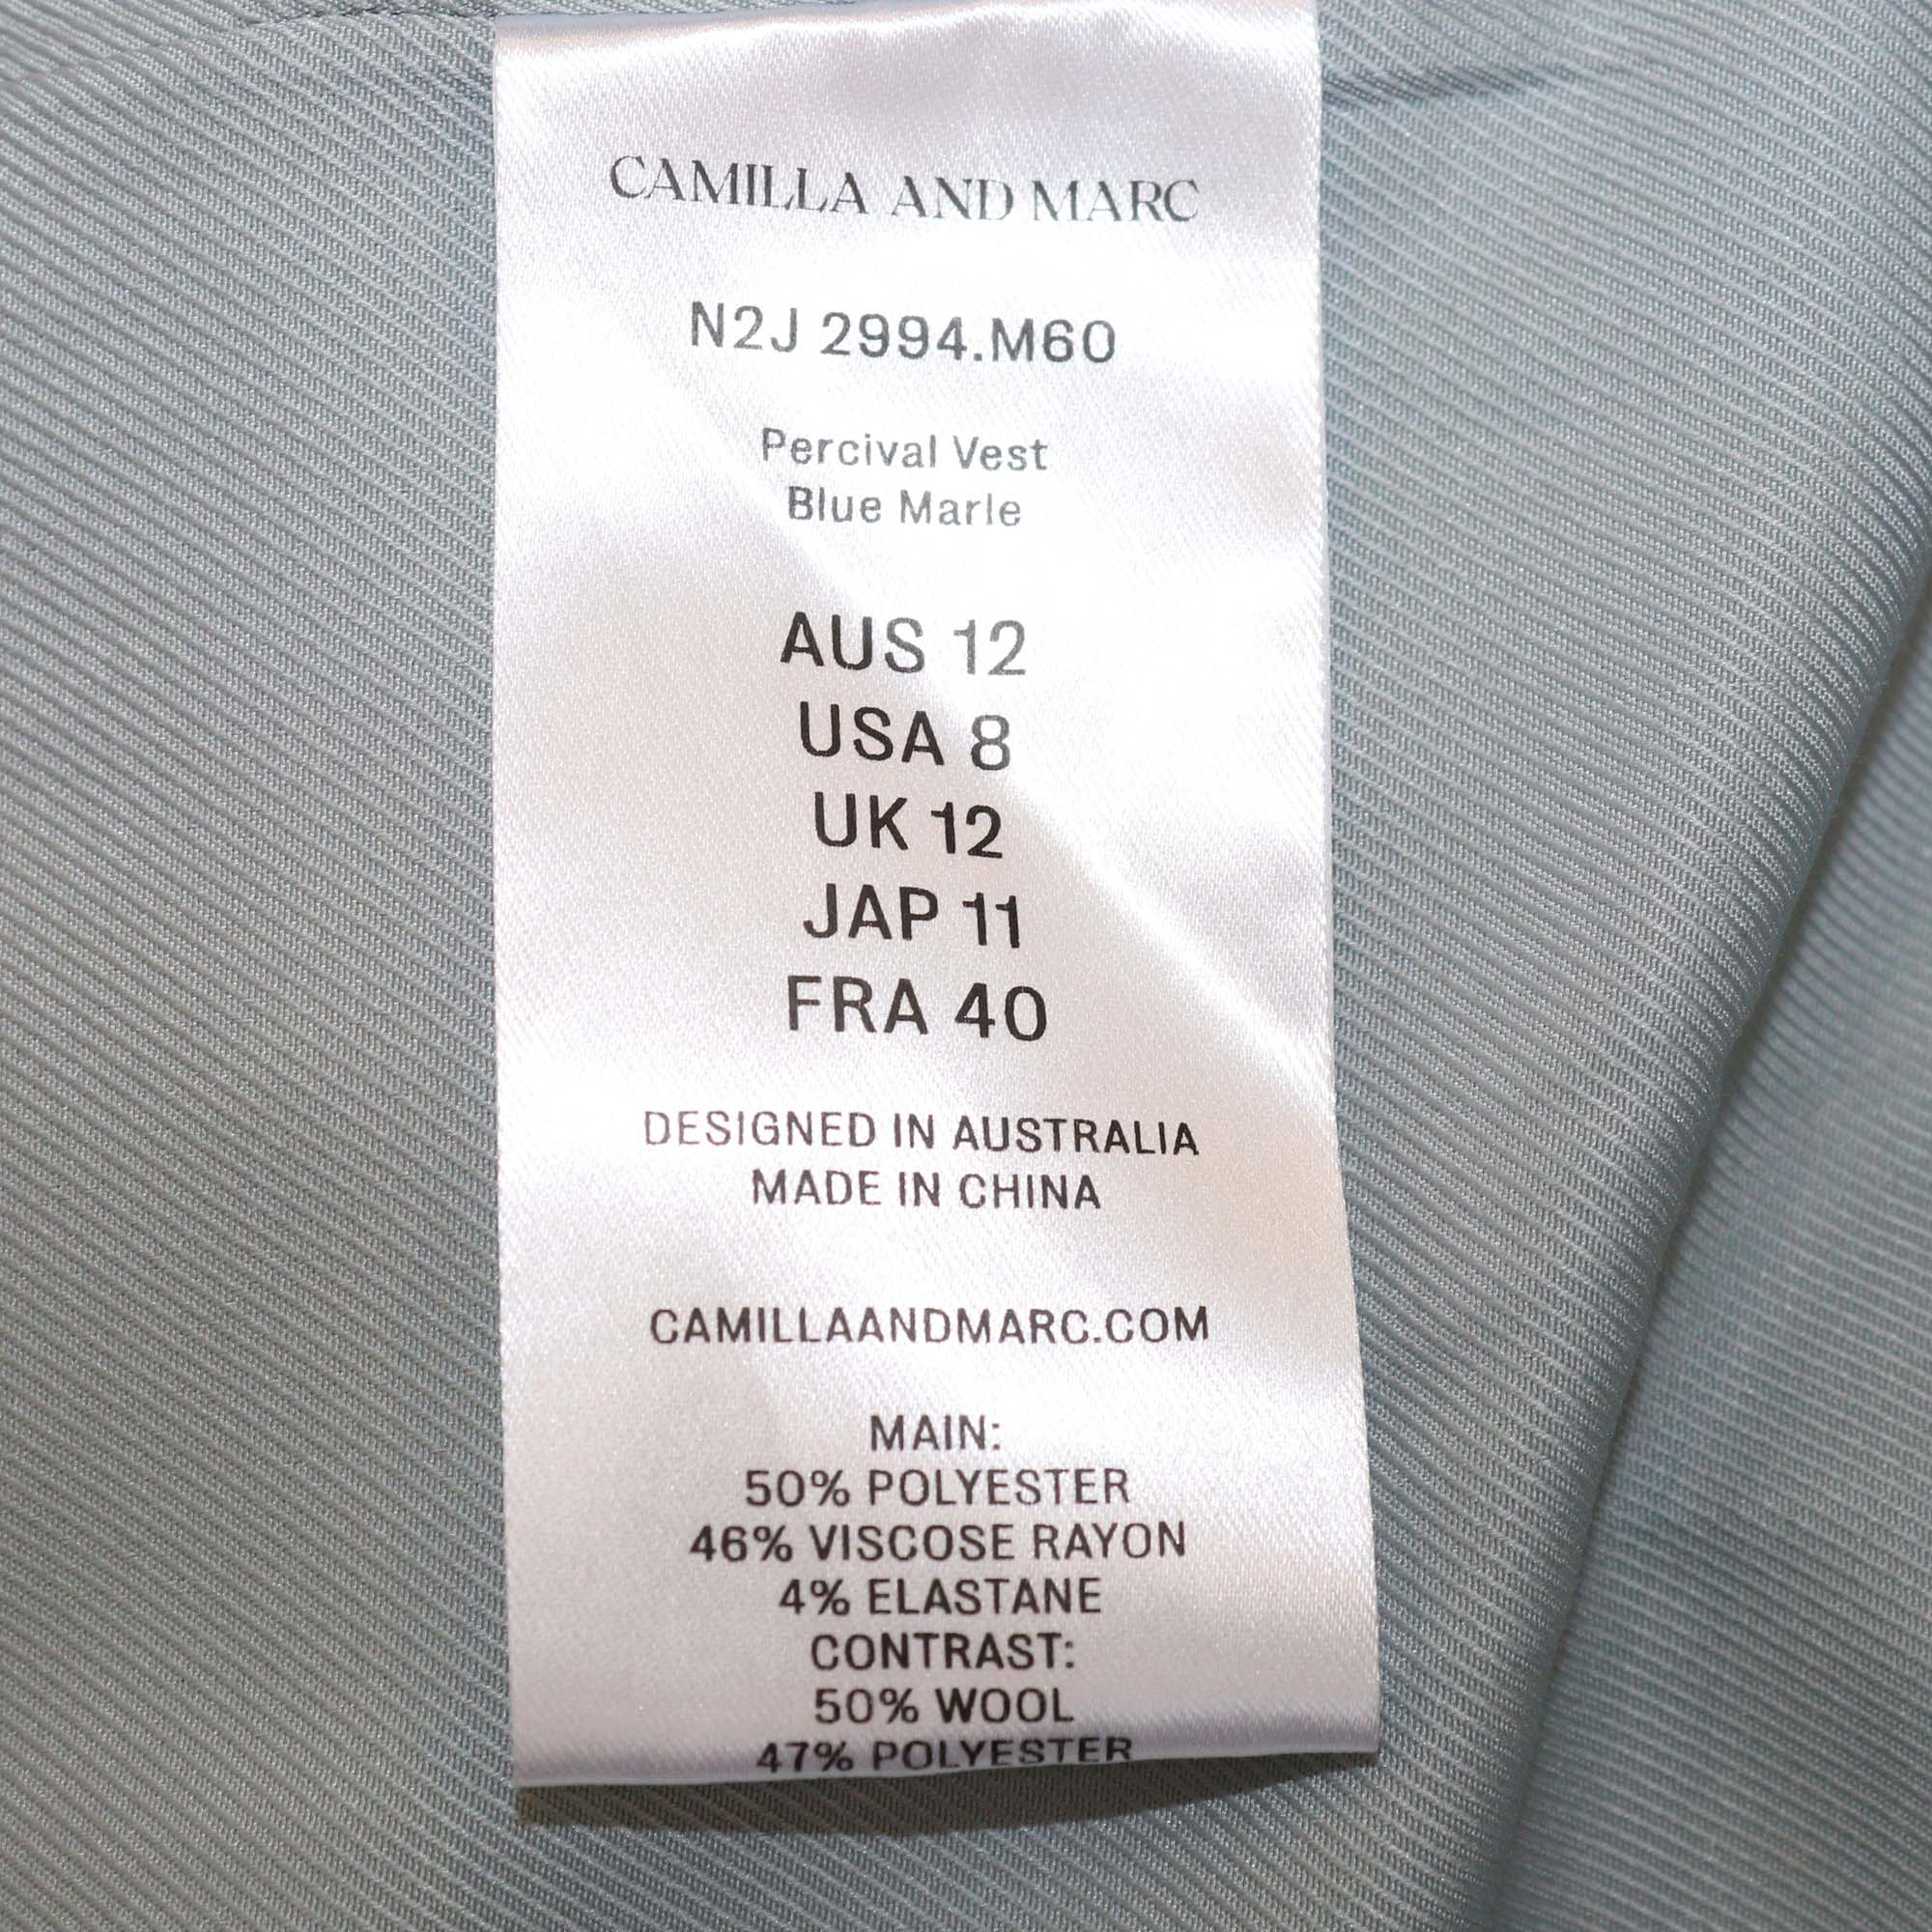 CAMILLA AND MARC
N2J 2994.M60
Percival Vest
Blue Marle
AUS 12
USA 8
UK 12
JAP 11
FRA 40
DESIGNED IN AUSTRALIA
MADE IN CHINA
CAMILLAANDMARC.COM
MAIN:
50% POLYESTER
46% VISCOSE RAYON
4% ELASTANE
CONTRAST:
50% WOOL
47% POLYESTER